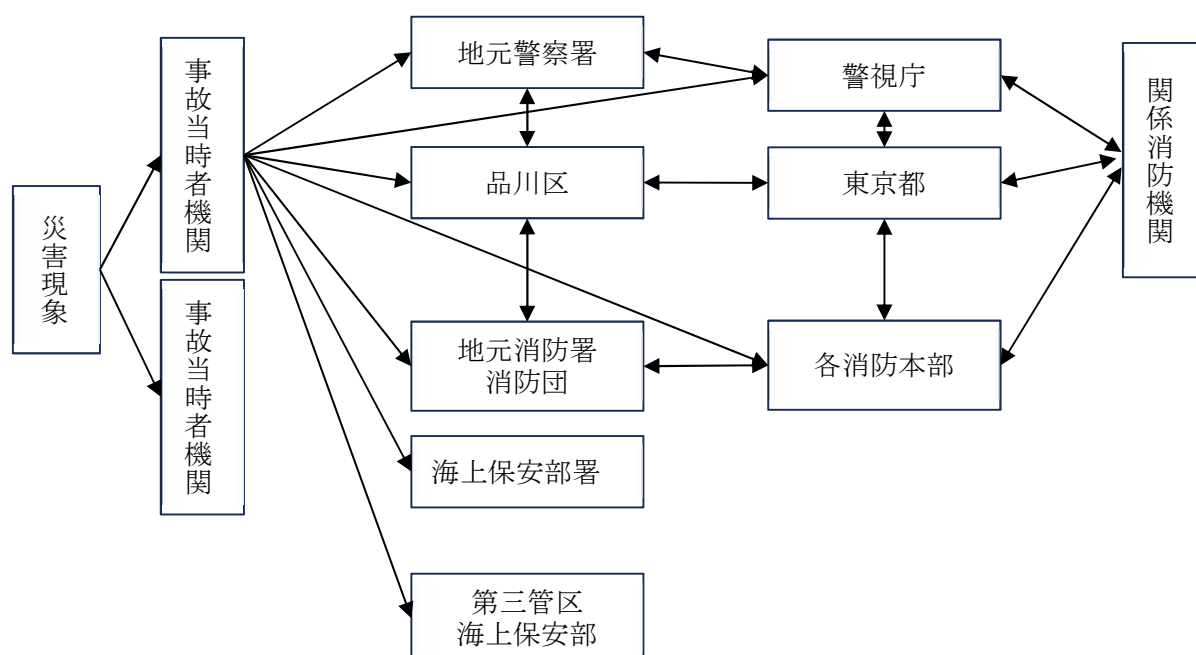 災害現象
事故当時者機関
事故当時者機関
地元警察署
品川区
地元消防署
消防団
海上保安部署
第三管区
海上保安部
警視庁
東京都
各消防本部
関係消防機関